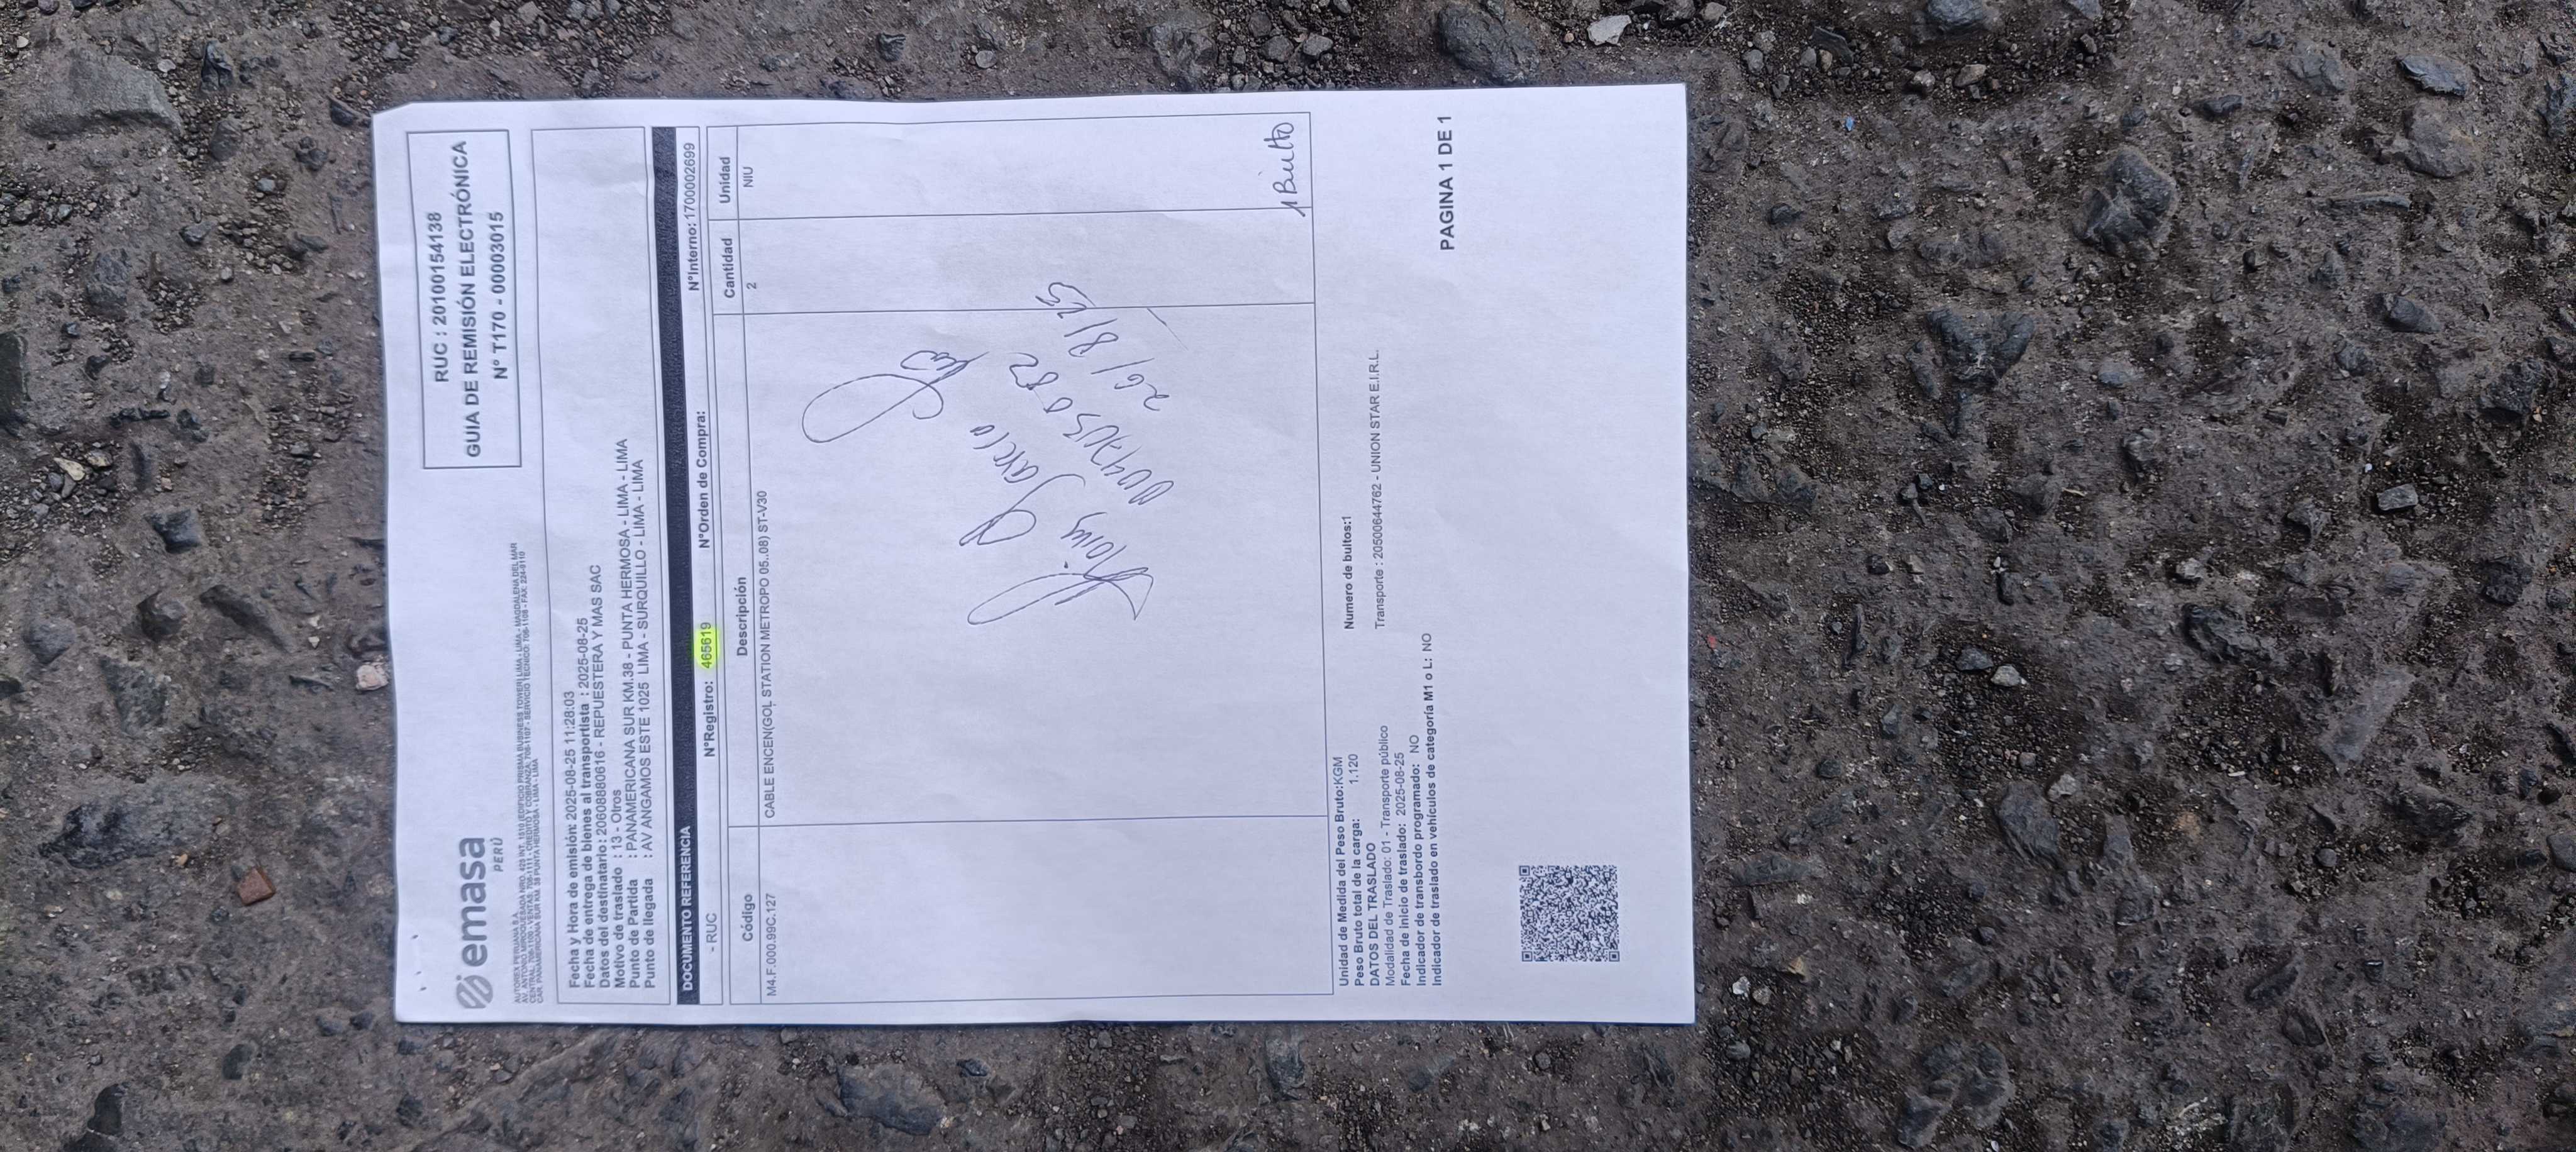 emasa
PERÚ
RUC : 20100154138
GUIA DE REMISIÓN ELECTRÓNICA
N° T170 - 00003015
AUTOREX PERUANA S.A.
Fecha y Hora de emisión: 2025-08-25 11:28:03
Fecha de entrega de bienes al transportista : 2025-08-25
Datos del destinatario: 20608880616 - REPUESTERA Y MAS SAC
Motivo de traslado : 13 - Otros
Punto de Partida : PANAMERICANA SUR KM.38 - PUNTA HERMOSA - LIMA - LIMA
Punto de llegada : AV ANGAMOS ESTE 1025 LIMA - SURQUILLO - LIMA - LIMA
DOCUMENTO REFERENCIA
- RUC N°Registro: 465619 N°Orden de Compra: N°Interno: 1700002699
Código Descripción Cantidad Unidad
M4.F.000.99C.127 CABLE ENCEN(GOL STATION METROPO 05..08) ST-V30 2 NIU
García
1 Bulto
Unidad de Medida del Peso Bruto:KGM
Peso Bruto total de la carga: 1.120 Numero de bultos:1
DATOS DEL TRASLADO
Modalidad de Traslado: 01 - Transporte público Transporte : 20500644762 - UNION STAR E.I.R.L.
Fecha de inicio de traslado: 2025-08-25
Indicador de transbordo programado: NO
Indicador de traslado en vehículos de categoría M1 o L: NO
PAGINA 1 DE 1